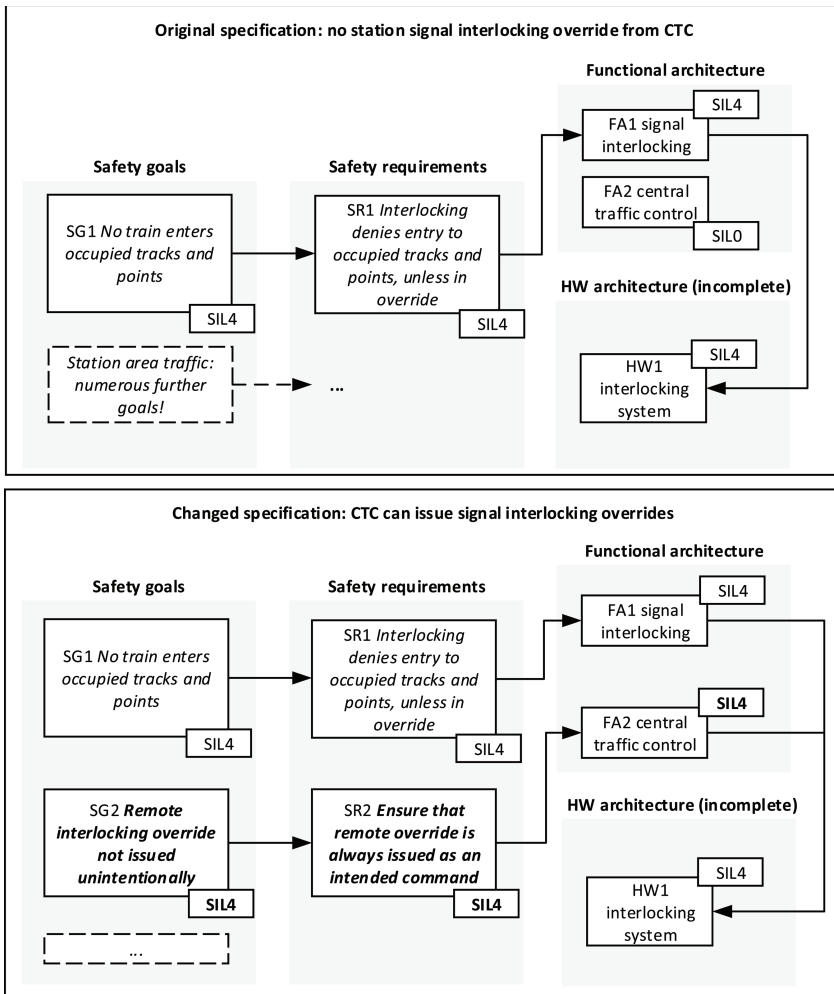 Original specification: no station signal interlocking override from CTC
Functional architecture
SIL4
FA1 signal
interlocking
Safety goals
Safety requirements
SG1 No train enters
occupied tracks and
points
SIL4
SR1 Interlocking
denies entry to
occupied tracks and
points, unless in
override
SIL4
FA2 central
traffic control
SIL0
HW architecture (incomplete)
Station area traffic:
numerous further
goals!
...
SIL4
HW1
interlocking
system
Changed specification: CTC can issue signal interlocking overrides
Functional architecture
Safety goals
Safety requirements
SIL4
FA1 signal
interlocking
SG1 No train enters
occupied tracks and
points
SIL4
SR1 Interlocking
denies entry to
occupied tracks and
points, unless in
override
SIL4
SIL4
FA2 central
traffic control
SG2 Remote
interlocking override
not issued
unintentionally
SIL4
SR2 Ensure that
remote override is
always issued as an
intended command
SIL4
HW architecture (incomplete)
SIL4
HW1
interlocking
system
...